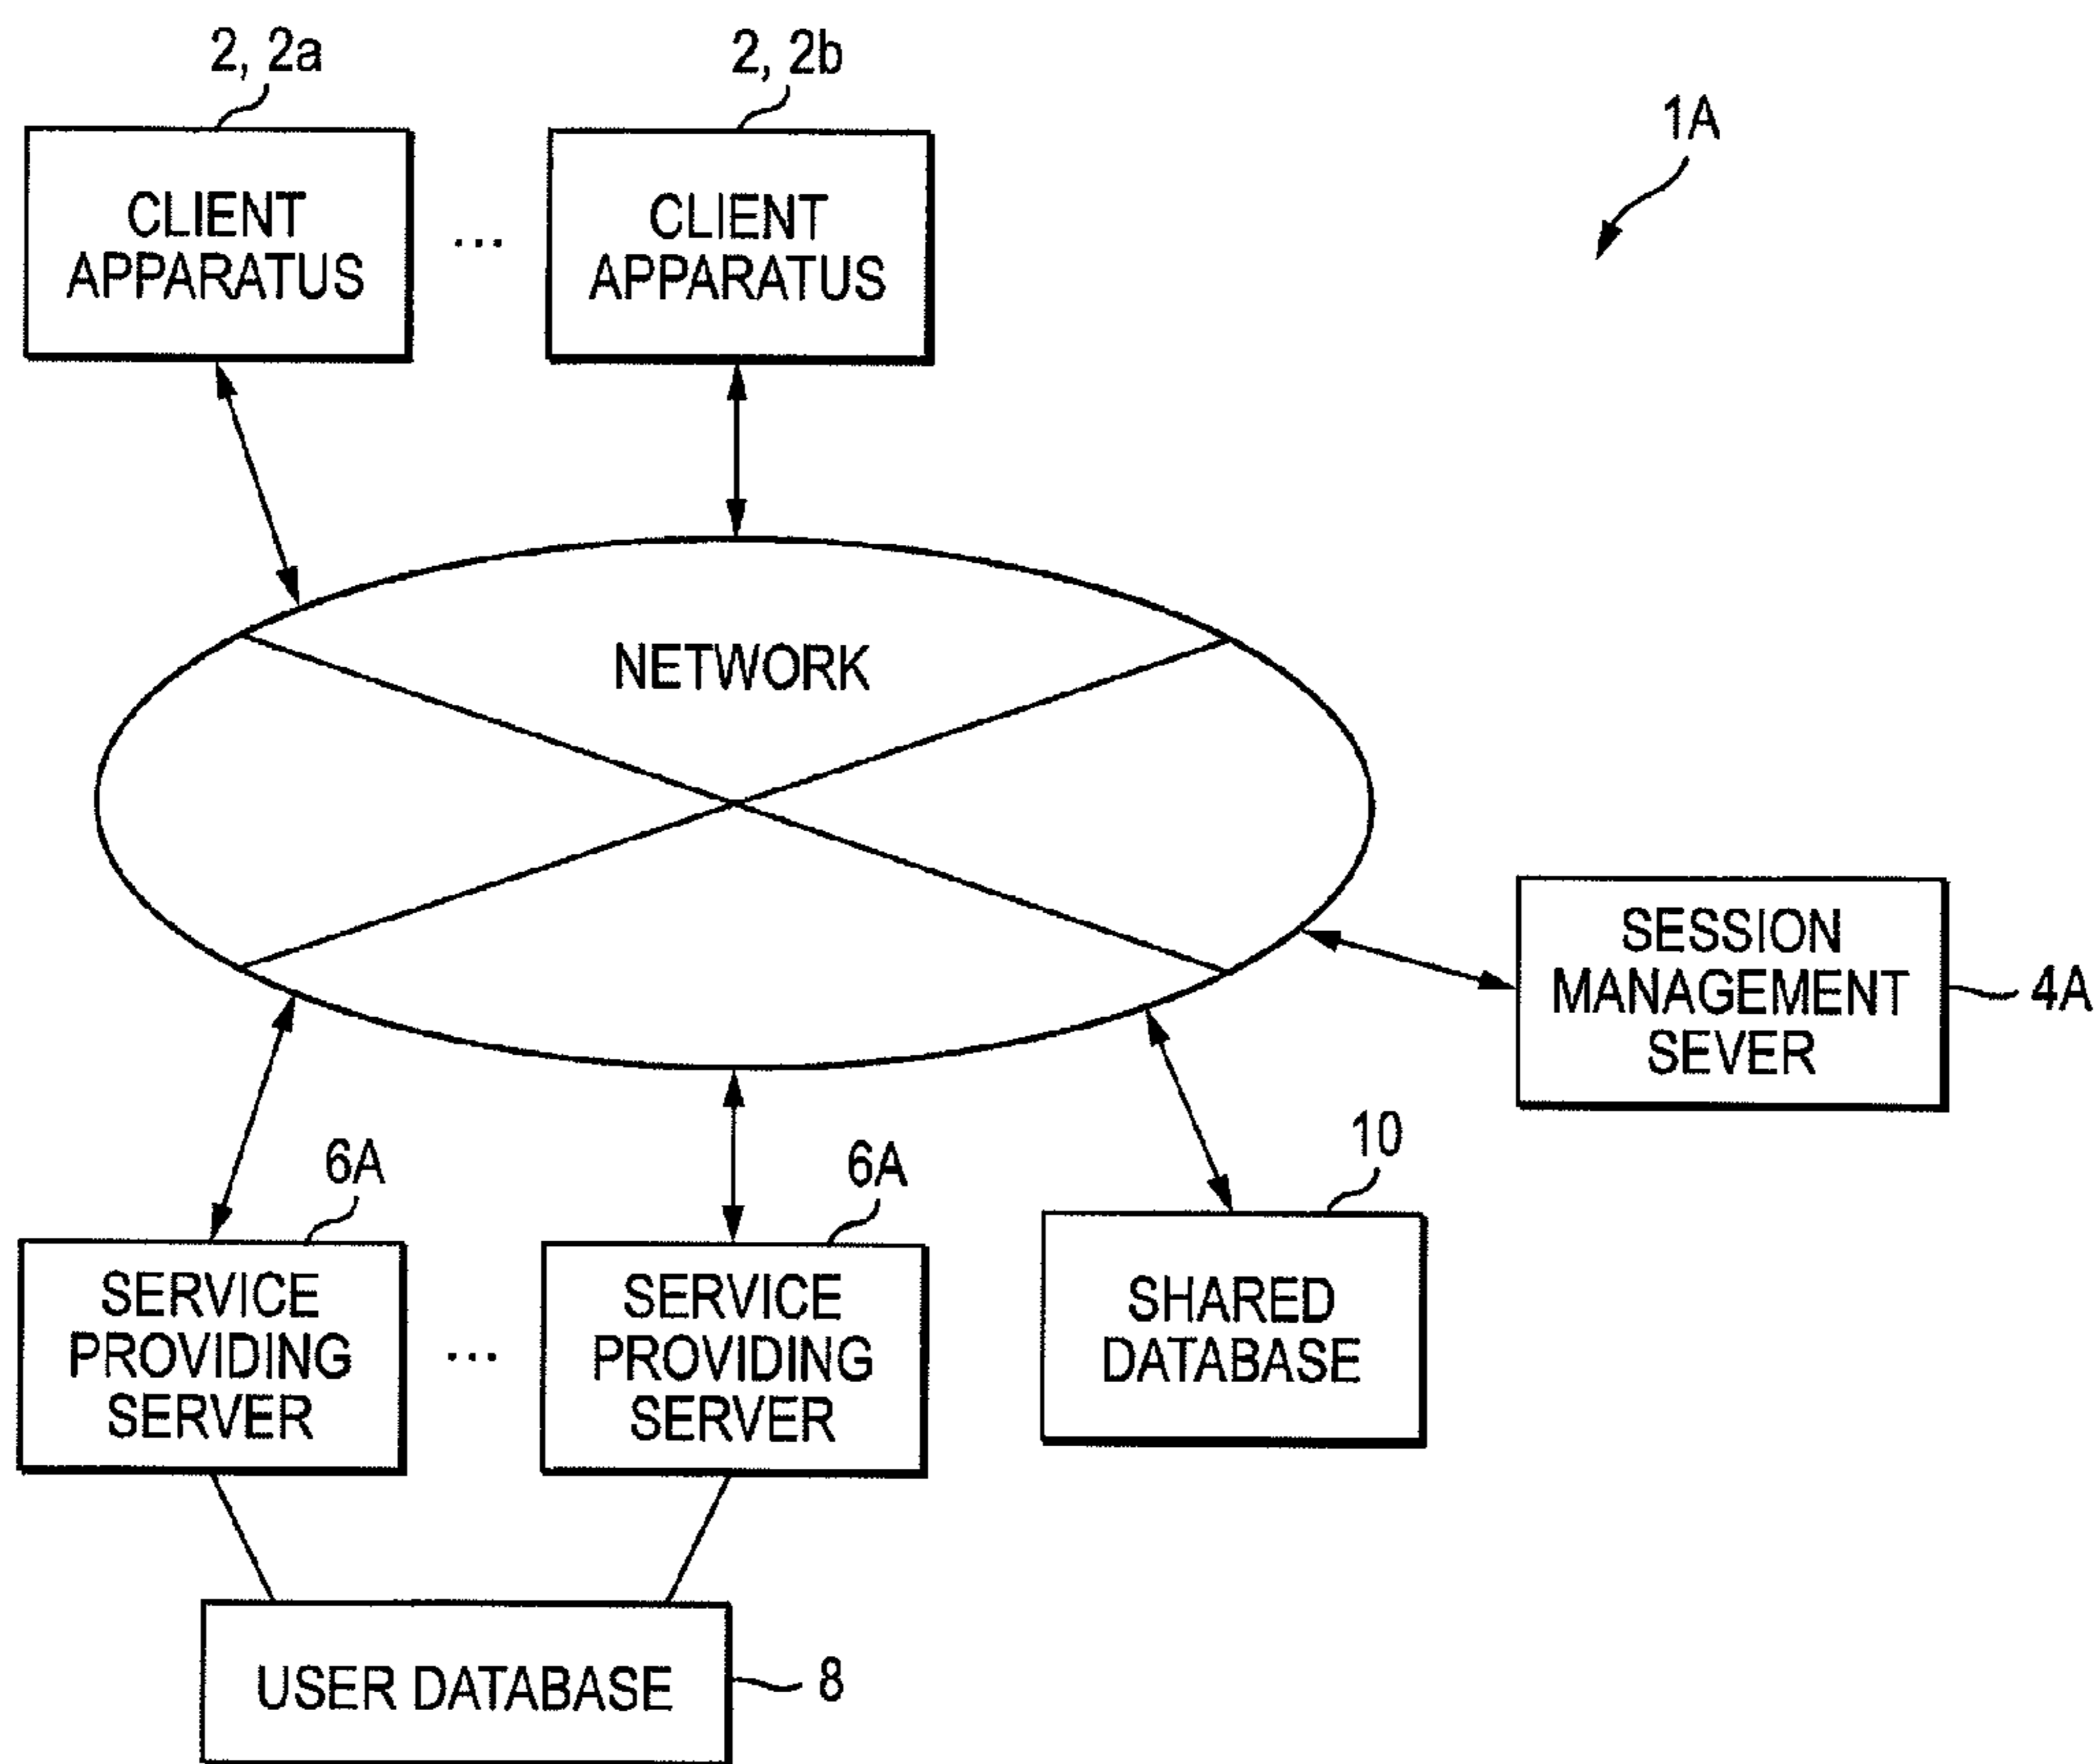 2, 2a
2, 2b
1A
CLIENT
APPARATUS
...
CLIENT
APPARATUS
NETWORK
SESSION
MANAGEMENT
SEVER
4A
6A
6A
10
SERVICE
PROVIDING
SERVER
...
SERVICE
PROVIDING
SERVER
SHARED
DATABASE
USER DATABASE
8